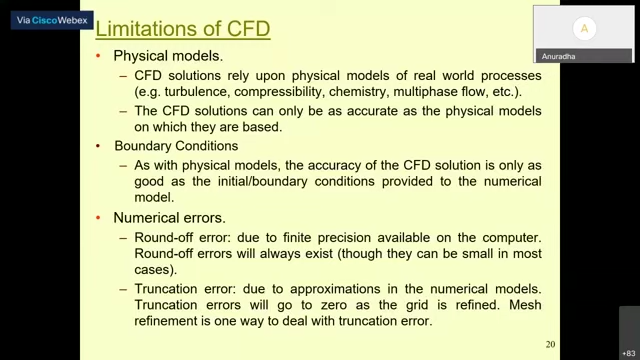 Via Cisco Webex
Limitations of CFD
A
Anuradha
• Physical models.
– CFD solutions rely upon physical models of real world processes
(e.g. turbulence, compressibility, chemistry, multiphase flow, etc.).
– The CFD solutions can only be as accurate as the physical models
on which they are based.
• Boundary Conditions
– As with physical models, the accuracy of the CFD solution is only as
good as the initial/boundary conditions provided to the numerical
model.
• Numerical errors.
– Round-off error: due to finite precision available on the computer.
Round-off errors will always exist (though they can be small in most
cases).
– Truncation error: due to approximations in the numerical models.
Truncation errors will go to zero as the grid is refined. Mesh
refinement is one way to deal with truncation error.
20
+83